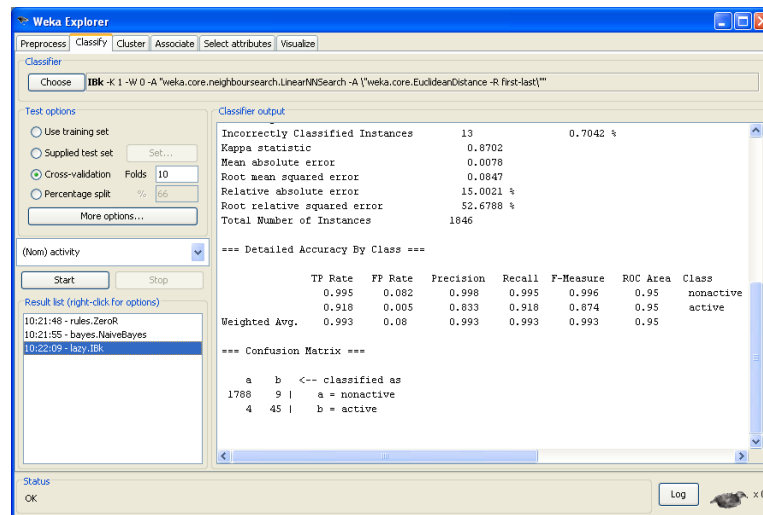 Weka Explorer
Preprocess Classify Cluster Associate Select attributes Visualize
Classifier
Choose IBk -K 1 -W 0 -A "weka.core.neighboursearch.LinearNNSearch -A \"weka.core.EuclideanDistance -R first-last\""
Test options
Use training set
Supplied test set Set...
Cross-validation Folds 10
Percentage split % 66
More options...
(Nom) activity
Start Stop
Result list (right-click for options)
10:21:48 - rules.ZeroR
10:21:55 - bayes.NaiveBayes
10:22:09 - lazy.IBk
Classifier output
Incorrectly Classified Instances 13 0.7042 %
Kappa statistic 0.8702
Mean absolute error 0.0078
Root mean squared error 0.0847
Relative absolute error 15.0021 %
Root relative squared error 52.6788 %
Total Number of Instances 1846
=== Detailed Accuracy By Class ===
TP Rate FP Rate Precision Recall F-Measure ROC Area Class
0.995 0.082 0.998 0.995 0.996 0.95 nonactive
0.918 0.005 0.833 0.918 0.874 0.95 active
Weighted Avg. 0.993 0.08 0.993 0.993 0.993 0.95
=== Confusion Matrix ===
a b <-- classified as
1788 9 | a = nonactive
4 45 | b = active
Status
OK
Log
x